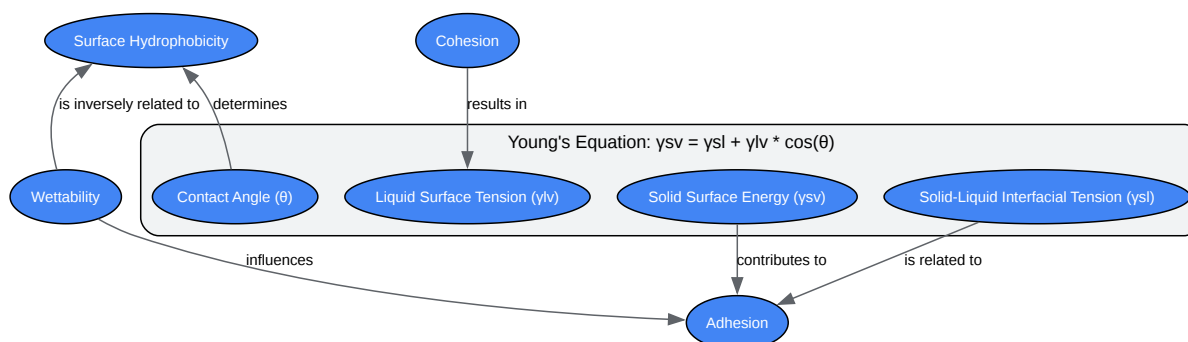 Surface Hydrophobicity
Cohesion
is inversely related to
determines
results in
Young's Equation: γsv = γsl + γlv * cos(θ)
Wettability
Contact Angle (θ)
Liquid Surface Tension (γlv)
Solid Surface Energy (γsv)
Solid-Liquid Interfacial Tension (γsl)
influences
contributes to
is related to
Adhesion